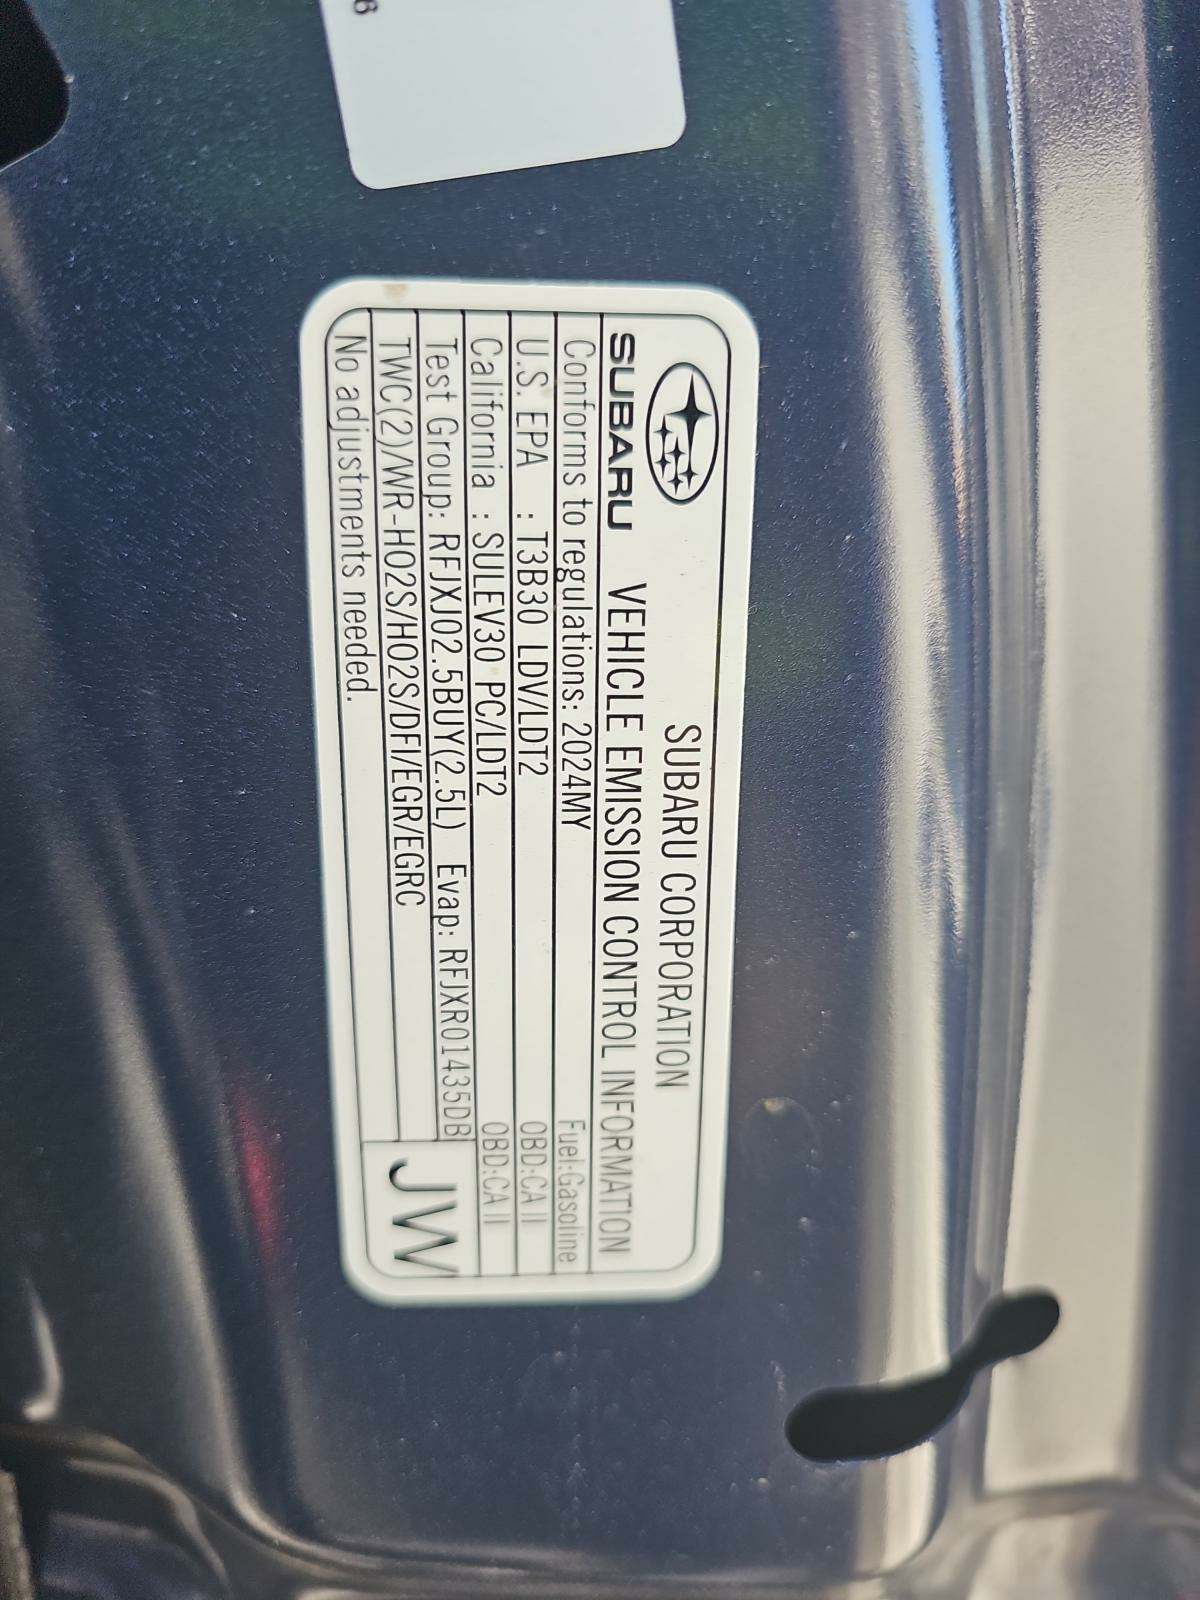 6
SUBARU CORPORATION
SUBARU VEHICLE EMISSION CONTROL INFORMATION
Conforms to regulations: 2024MY Fuel:Gasoline
U.S. EPA : T3B30 LDV/LDT2 OBD:CA II
California : SULEV30 PC/LDT2 OBD:CA II
Test Group: RFJXJ02.5BUY(2.5L) Evap: RFJXR01435DB
TWC(2)/WR-HO2S/HO2S/DFI/EGR/EGRC
No adjustments needed.
JW